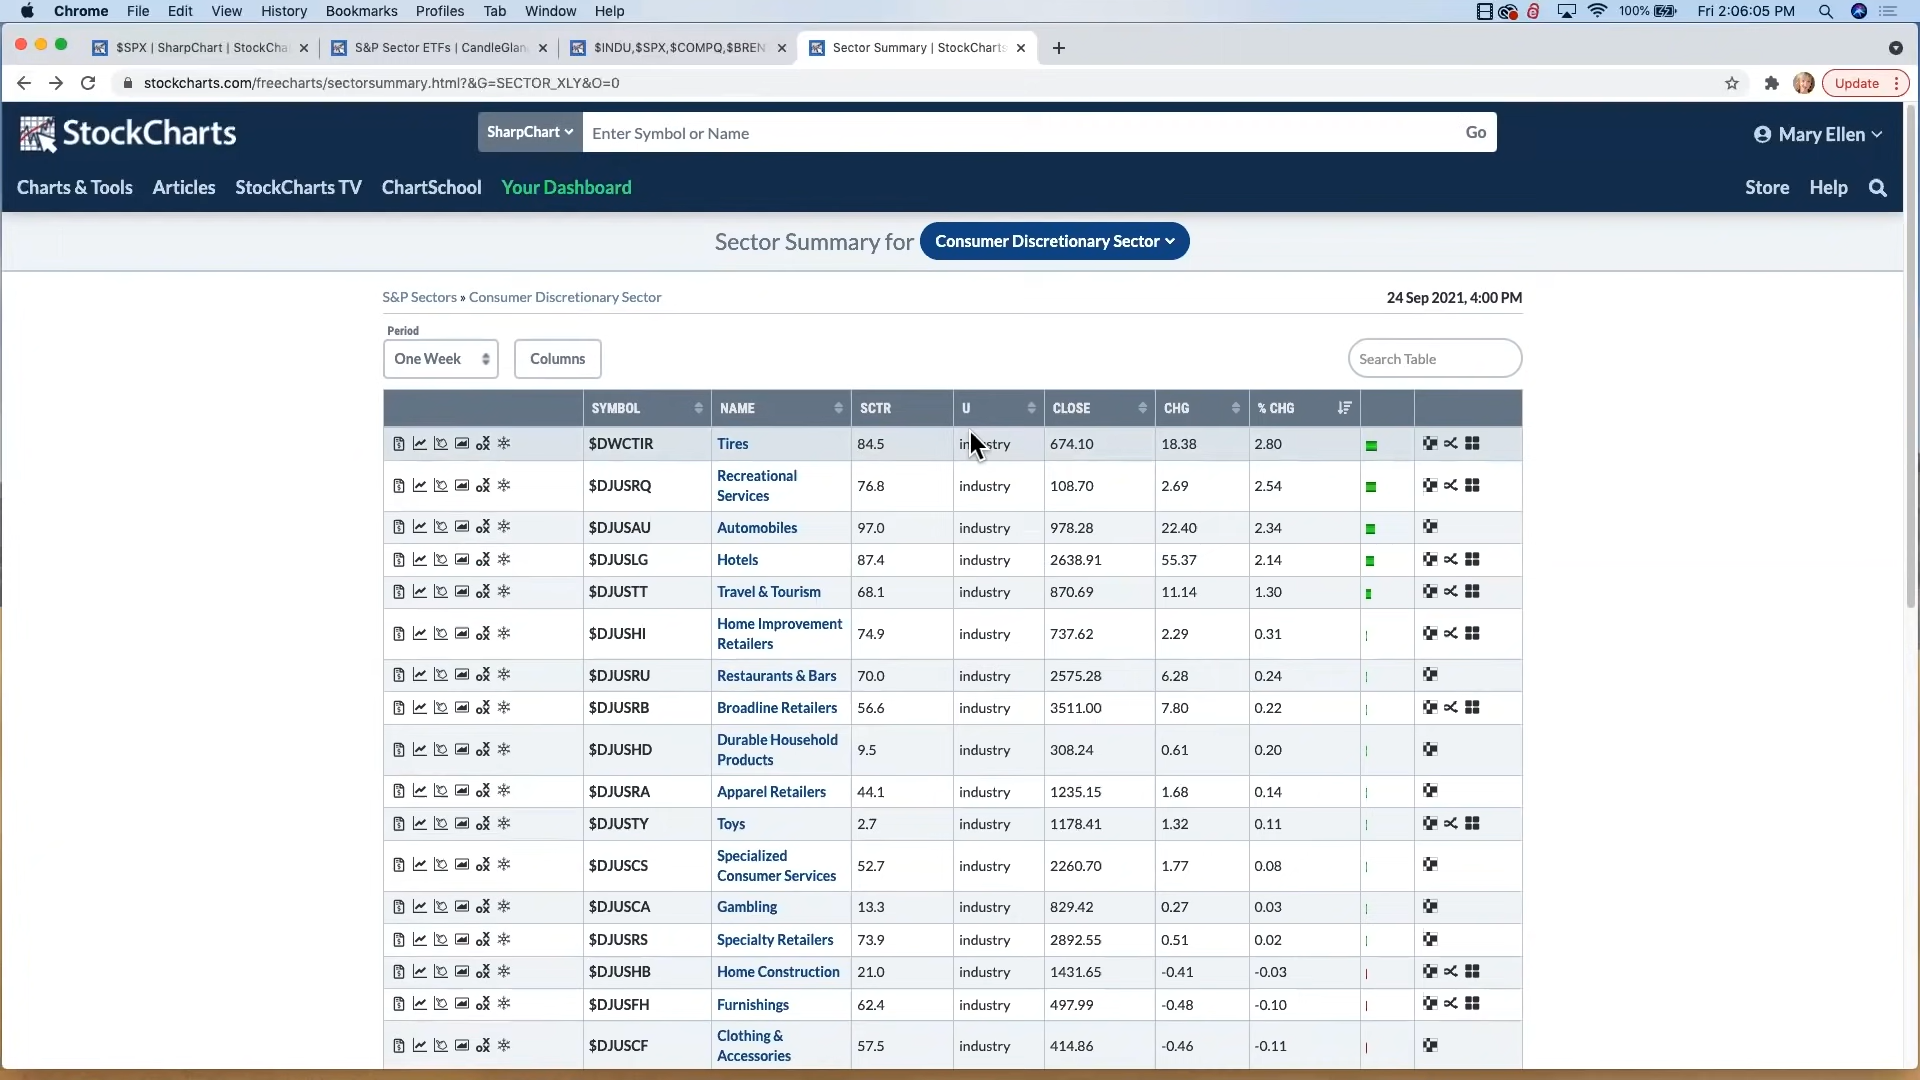 Chrome File Edit View History Bookmarks Profiles Tab Window Help 100% Fri 2:06:05 PM
$SPX | SharpChart | StockCha S&P Sector ETFs | CandleGlan $INDU,$SPX,$COMPQ,$BREN Sector Summary | StockCharts
stockcharts.com/freecharts/sectorsummary.html?&G=SECTOR_XLY&O=0 Update
StockCharts SharpChart Enter Symbol or Name Go Mary Ellen
Charts & Tools Articles StockCharts TV ChartSchool Your Dashboard Store Help
Sector Summary for Consumer Discretionary Sector
S&P Sectors » Consumer Discretionary Sector 24 Sep 2021, 4:00 PM
Period
One Week Columns Search Table
SYMBOL NAME SCTR U CLOSE CHG % CHG
$DWCTIR Tires 84.5 industry 674.10 18.38 2.80
$DJUSRQ Recreational Services 76.8 industry 108.70 2.69 2.54
$DJUSAU Automobiles 97.0 industry 978.28 22.40 2.34
$DJUSLG Hotels 87.4 industry 2638.91 55.37 2.14
$DJUSTT Travel & Tourism 68.1 industry 870.69 11.14 1.30
$DJUSHI Home Improvement Retailers 74.9 industry 737.62 2.29 0.31
$DJUSRU Restaurants & Bars 70.0 industry 2575.28 6.28 0.24
$DJUSRB Broadline Retailers 56.6 industry 3511.00 7.80 0.22
$DJUSHD Durable Household Products 9.5 industry 308.24 0.61 0.20
$DJUSRA Apparel Retailers 44.1 industry 1235.15 1.68 0.14
$DJUSTY Toys 2.7 industry 1178.41 1.32 0.11
$DJUSCS Specialized Consumer Services 52.7 industry 2260.70 1.77 0.08
$DJUSCA Gambling 13.3 industry 829.42 0.27 0.03
$DJUSRS Specialty Retailers 73.9 industry 2892.55 0.51 0.02
$DJUSHB Home Construction 21.0 industry 1431.65 -0.41 -0.03
$DJUSFH Furnishings 62.4 industry 497.99 -0.48 -0.10
$DJUSCF Clothing & Accessories 57.5 industry 414.86 -0.46 -0.11